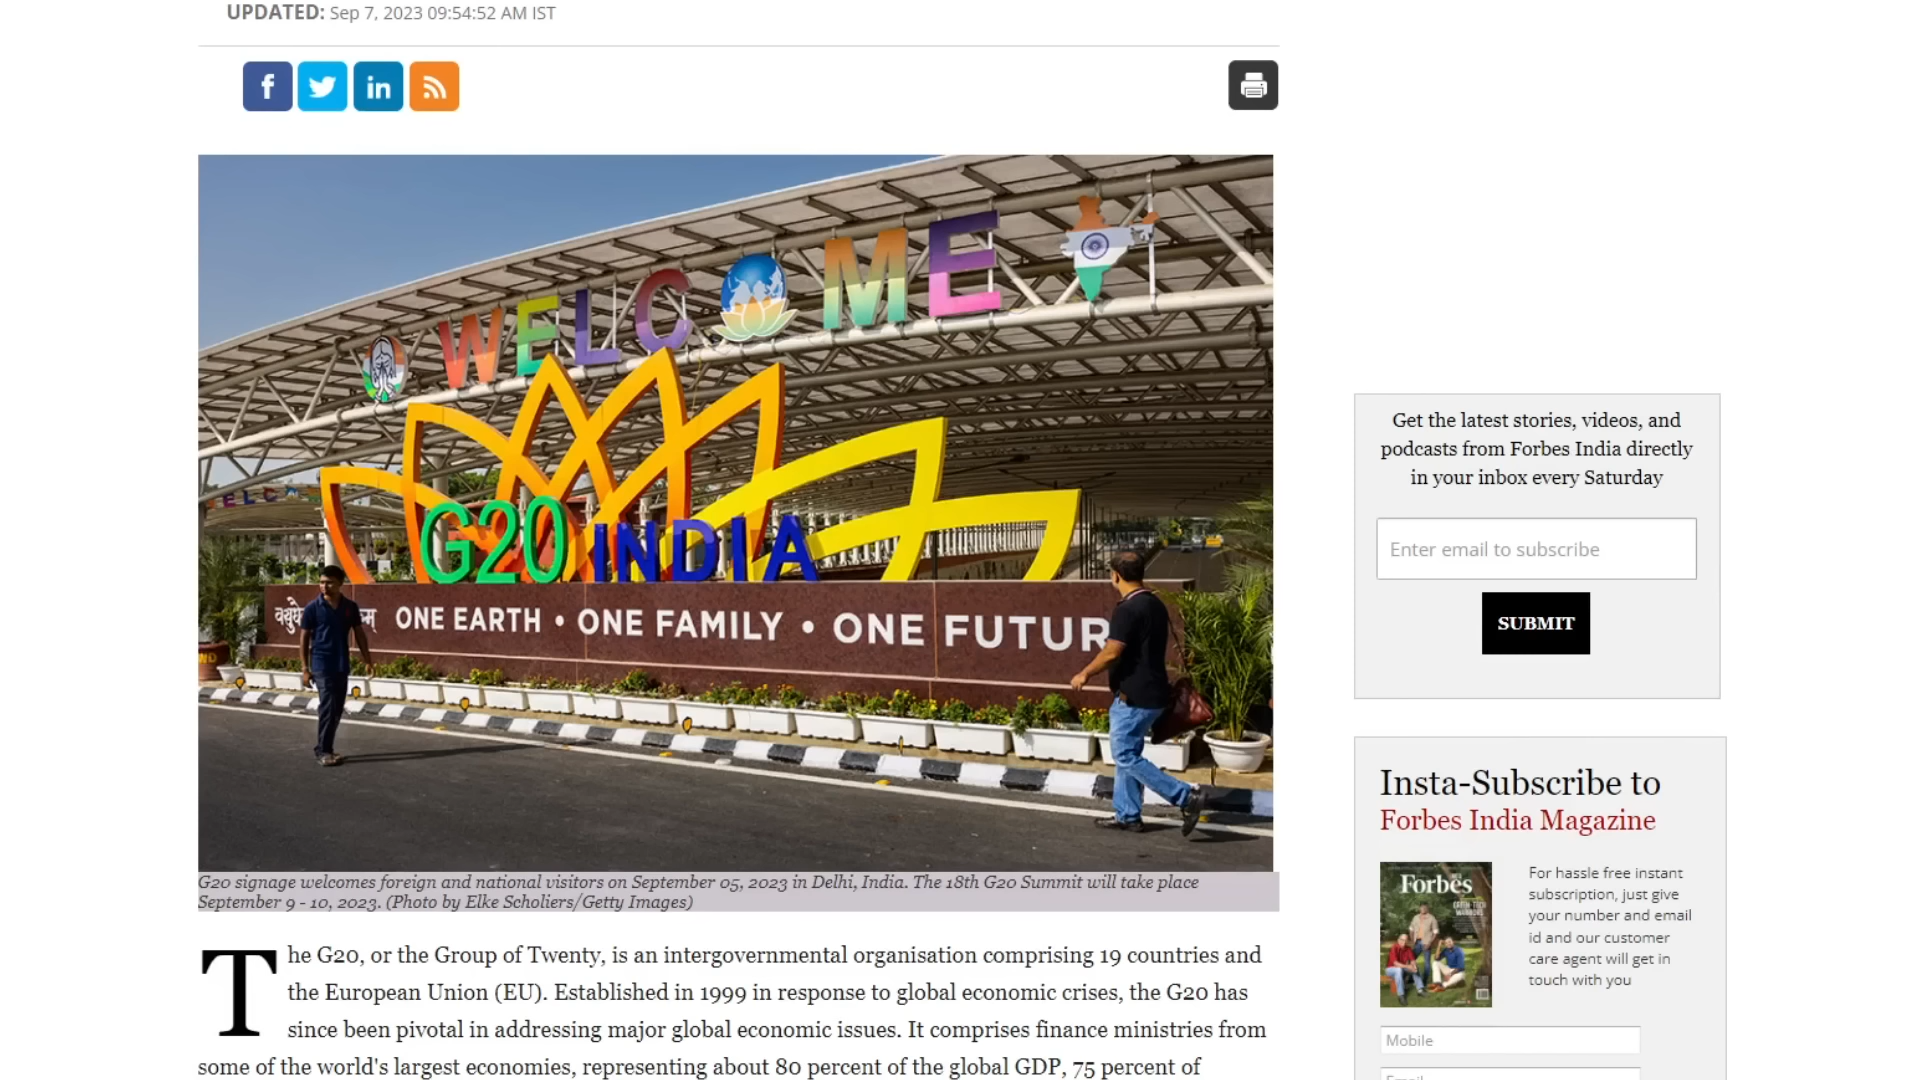 UPDATED: Sep 7, 2023 09:54:52 AM IST
WELC ME
G20 INDIA
ONE EARTH • ONE FAMILY • ONE FUTUR
G20 signage welcomes foreign and national visitors on September 05, 2023 in Delhi, India. The 18th G20 Summit will take place
September 9 - 10, 2023. (Photo by Elke Scholiers/Getty Images)
The G20, or the Group of Twenty, is an intergovernmental organisation comprising 19 countries and
the European Union (EU). Established in 1999 in response to global economic crises, the G20 has
since been pivotal in addressing major global economic issues. It comprises finance ministries from
some of the world's largest economies, representing about 80 percent of the global GDP, 75 percent of
Get the latest stories, videos, and
podcasts from Forbes India directly
in your inbox every Saturday
Enter email to subscribe
SUBMIT
Insta-Subscribe to
Forbes India Magazine
Forbes
For hassle free instant
subscription, just give
your number and email
id and our customer
care agent will get in
touch with you
Mobile